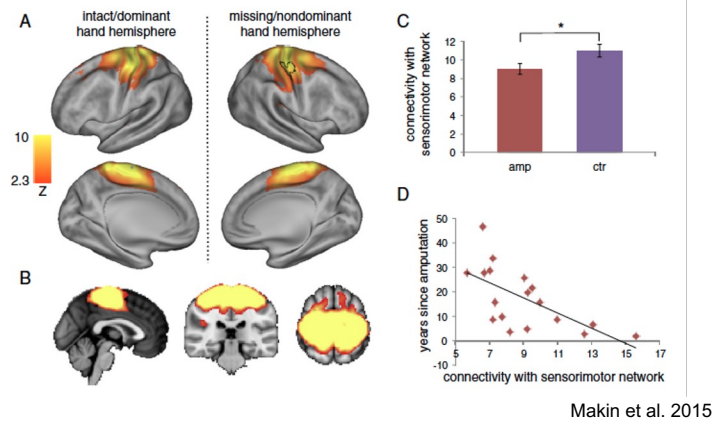 A
intact/dominant
hand hemisphere
missing/nondominant
hand hemisphere
10
2.3
Z
B
C
*
connectivity with
sensorimotor network
12
10
8
6
4
2
0
amp
ctr
D
years since amputation
50
40
30
20
10
0
-10
5
7
9
11
13
15
17
connectivity with sensorimotor network
Makin et al. 2015